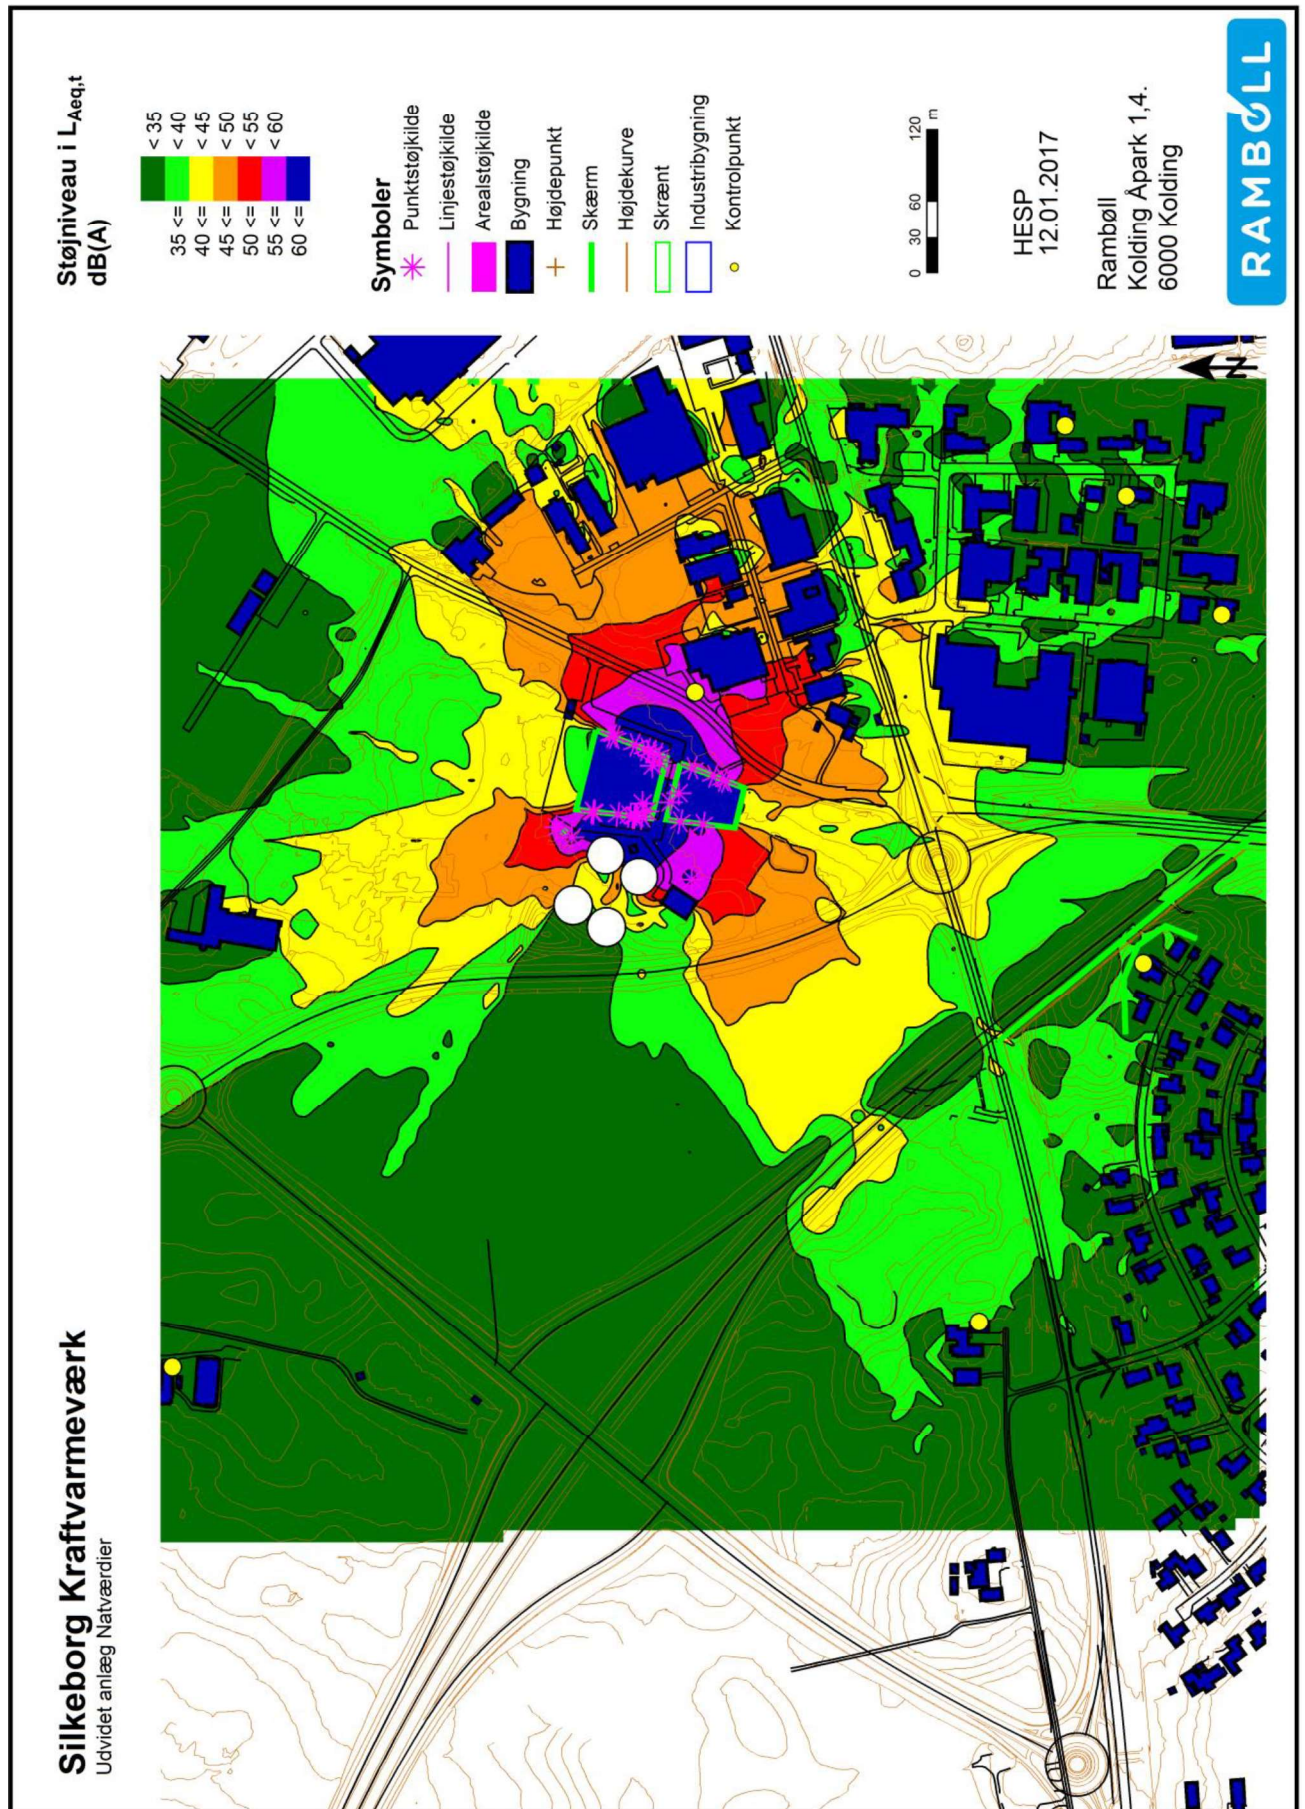 Silkeborg Kraftvarmeværk
Udvidet anlæg Natværdier
Støjniveau i LAeq,t
dB(A)
< 35
35 <= < 40
40 <= < 45
45 <= < 50
50 <= < 55
55 <= < 60
60 <=
Symboler
Punktstøjkilde
Linjestøjkilde
Arealstøjkilde
Bygning
Højdepunkt
Skærm
Højdekurve
Skrænt
Industribygning
Kontrolpunkt
0 30 60 120
m
HESP
12.01.2017
Rambøll
Kolding Åpark 1,4.
6000 Kolding
RAMBOLL
N